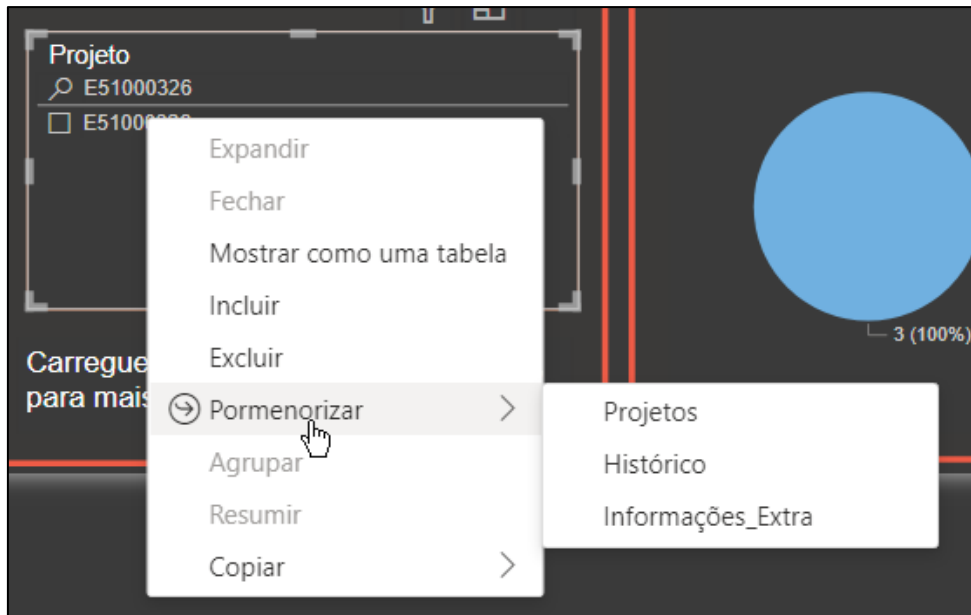 Projeto
E51000326
E51000
Expandir
Fechar
Mostrar como uma tabela
Incluir
Excluir
Pormenorizar
Agrupar
Resumir
Copiar
Projetos
Histórico
Informações_Extra
Carregue
para mais
3 (100%)